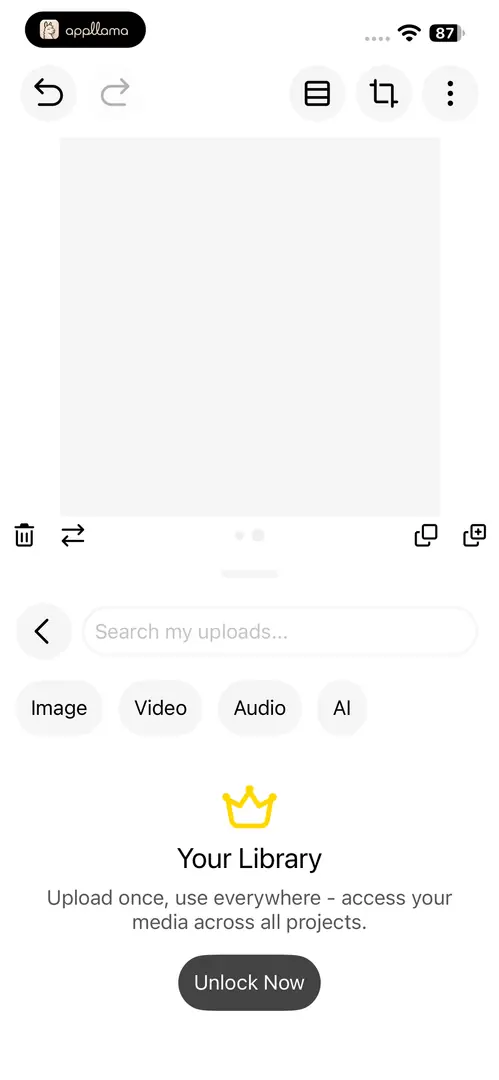 appllama
87
Search my uploads...
Image Video Audio AI
Your Library
Upload once, use everywhere - access your
media across all projects.
Unlock Now